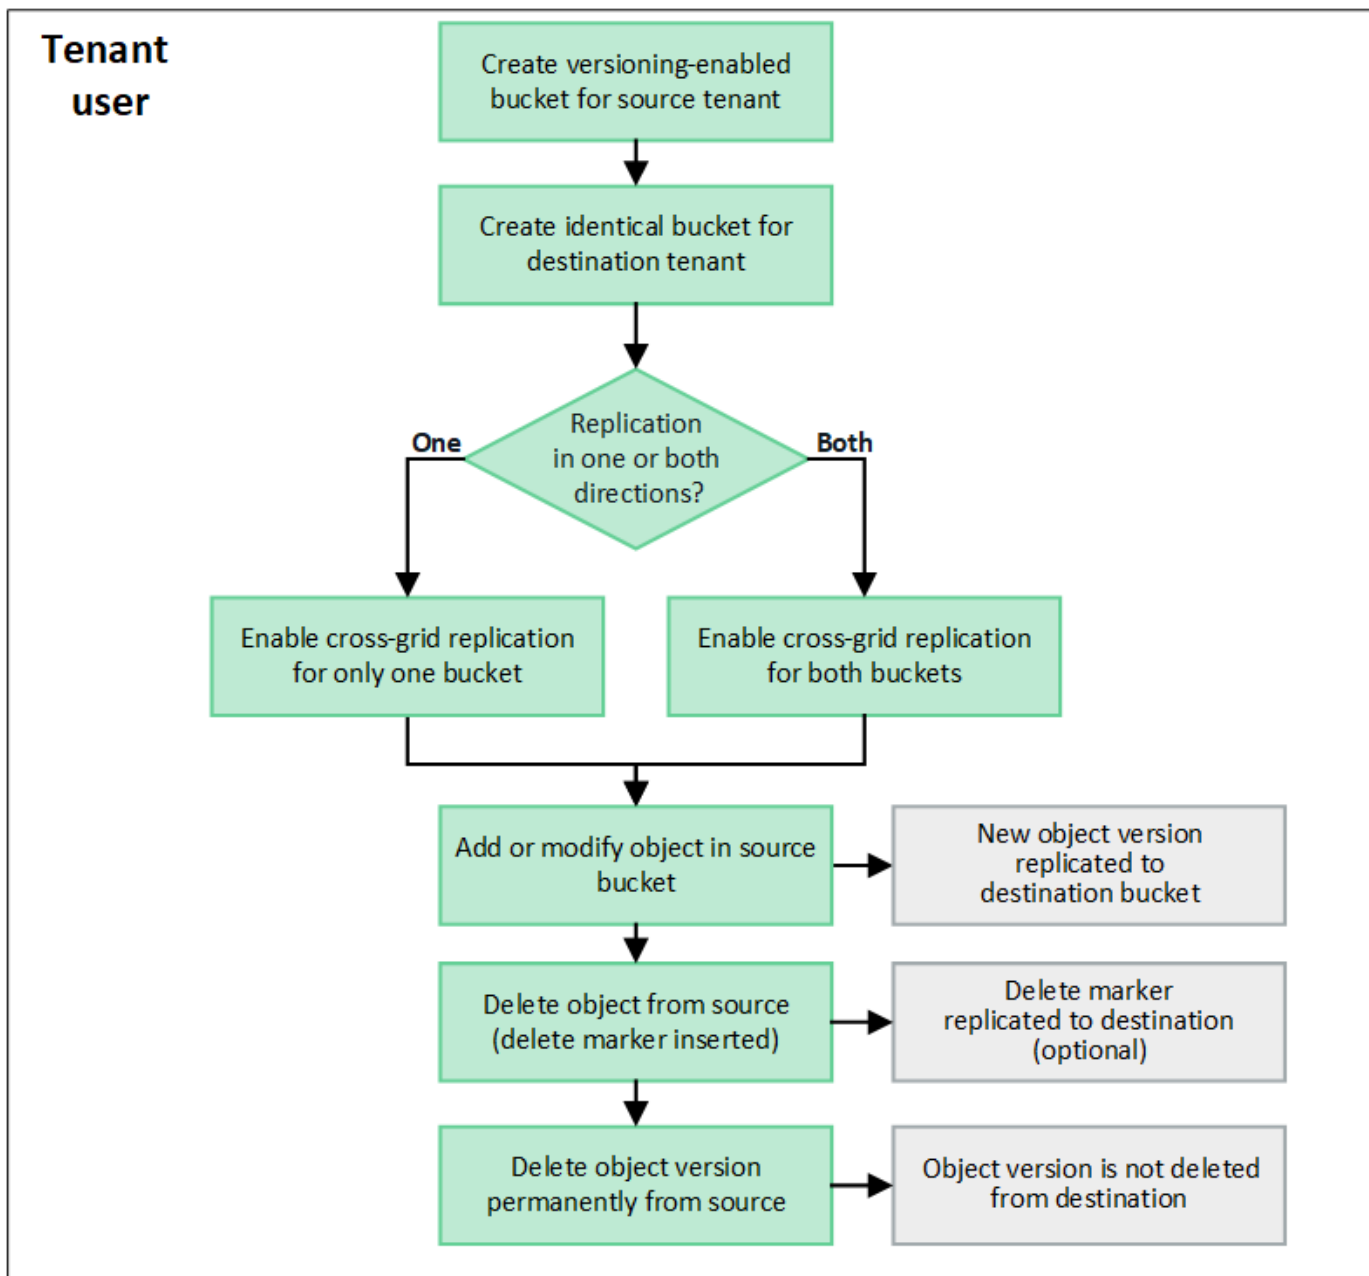 Tenant
user
Create versioning-enabled
bucket for source tenant
Create identical bucket for
destination tenant
Replication
in one or both
directions?
One
Both
Enable cross-grid replication
for only one bucket
Enable cross-grid replication
for both buckets
Add or modify object in source
bucket
New object version
replicated to
destination bucket
Delete object from source
(delete marker inserted)
Delete marker
replicated to destination
(optional)
Delete object version
permanently from source
Object version is not deleted
from destination